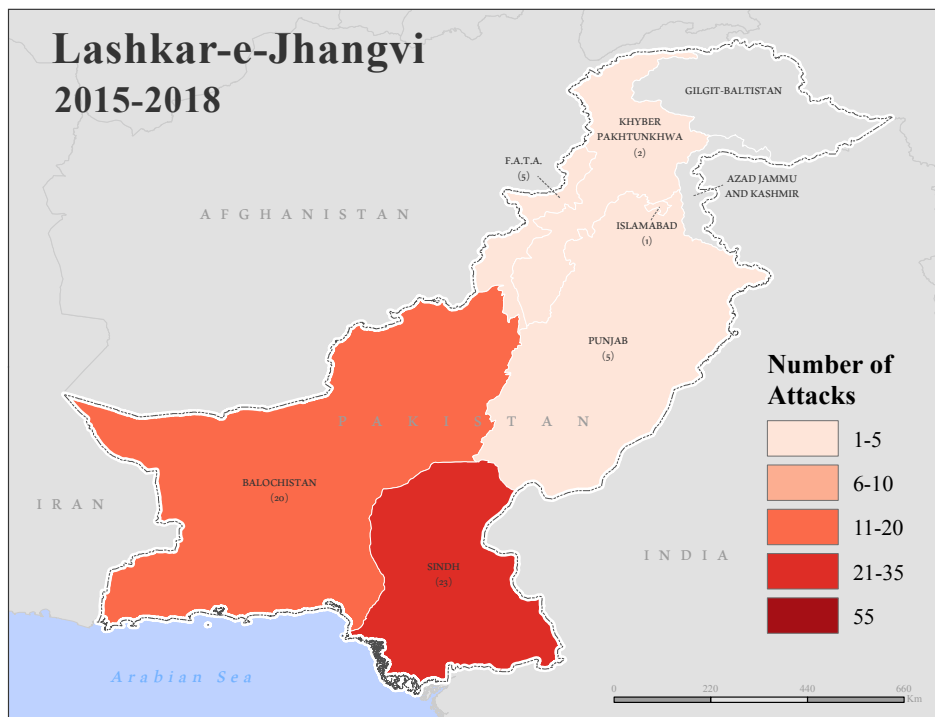 Lashkar-e-Jhangvi
2015-2018
GILGIT-BALTISTAN
KHYBER
PAKHTUNKHWA
(2)
F.A.T.A.
(5)
AZAD JAMMU
AND KASHMIR
AFGHANISTAN
ISLAMABAD
(1)
PUNJAB
(5)
PAKISTAN
BALOCHISTAN
(20)
IRAN
SINDH
(23)
INDIA
Arabian Sea
Number of
Attacks
1-5
6-10
11-20
21-35
55
0 220 440 660
Km